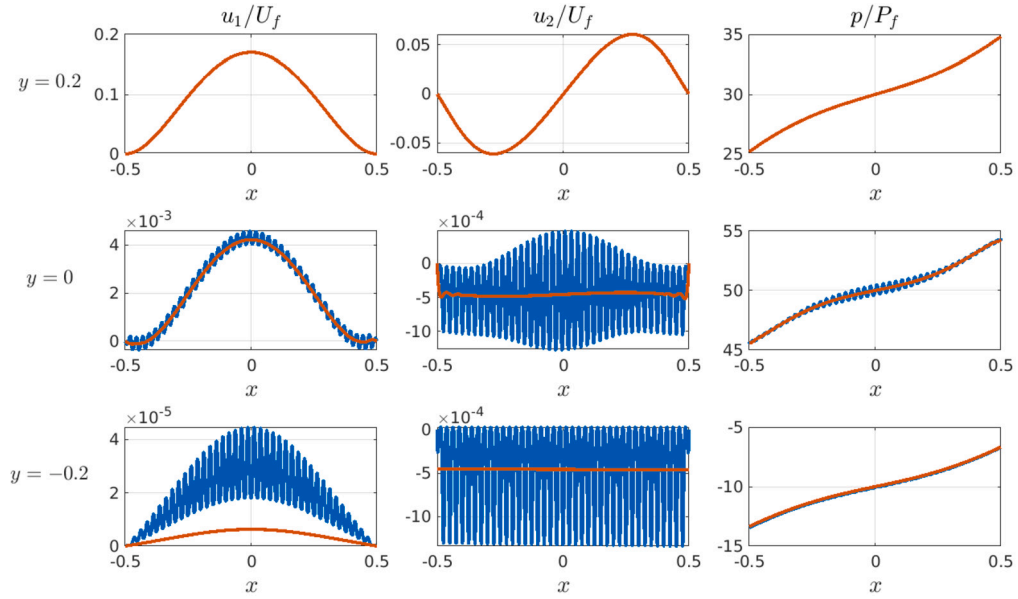 u₁/U_f u₂/U_f p/P_f
y = 0.2
0.2 0.1 0
-0.5 0 0.5
x
0.05 0 -0.05
-0.5 0 0.5
x
35 30 25
-0.5 0 0.5
x
y = 0
×10⁻³
4 2 0
-0.5 0 0.5
x
×10⁻⁴
0 -5 -10
-0.5 0 0.5
x
55 50 45
-0.5 0 0.5
x
y = −0.2
×10⁻⁵
4 2 0
-0.5 0 0.5
x
×10⁻⁴
0 -5 -10
-0.5 0 0.5
x
-5 -10 -15
-0.5 0 0.5
x